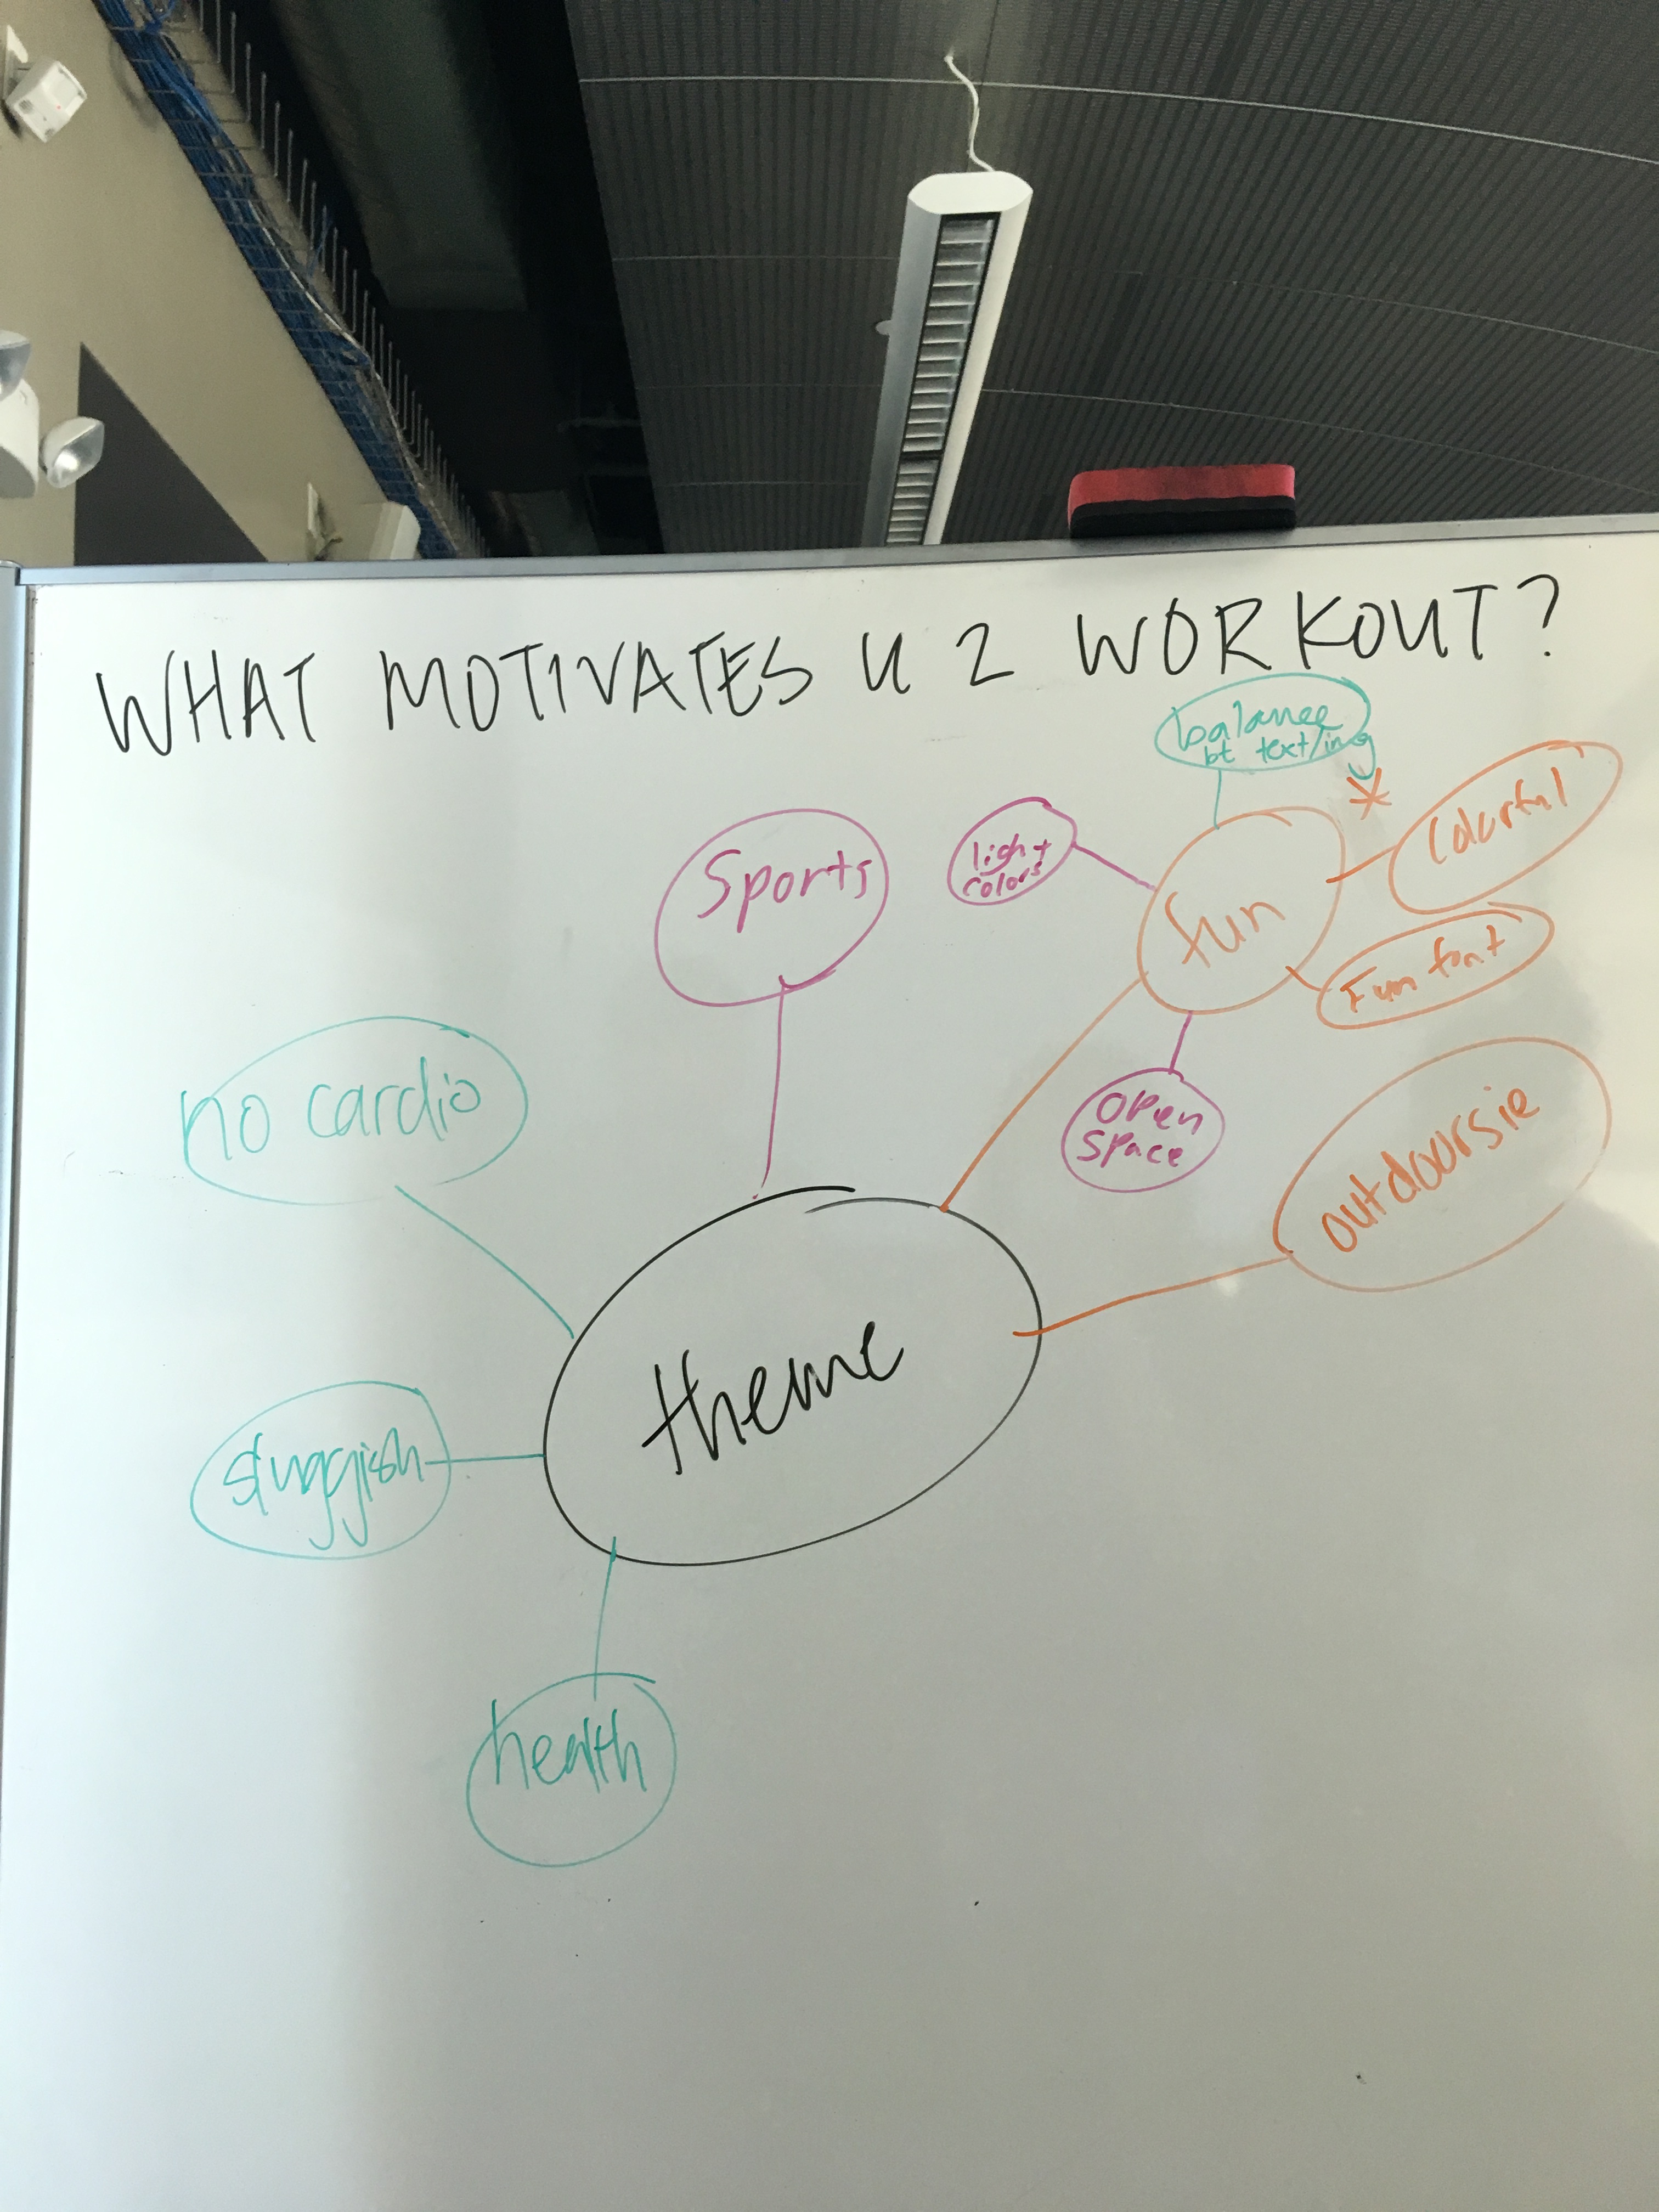 WHAT MOTIVATES U 2 WORKOUT?
balance
bt text/img
*
Sports
light
colors
Colorful
fun
Fun font
no cardio
open
space
outdoorsie
theme
sluggish
health